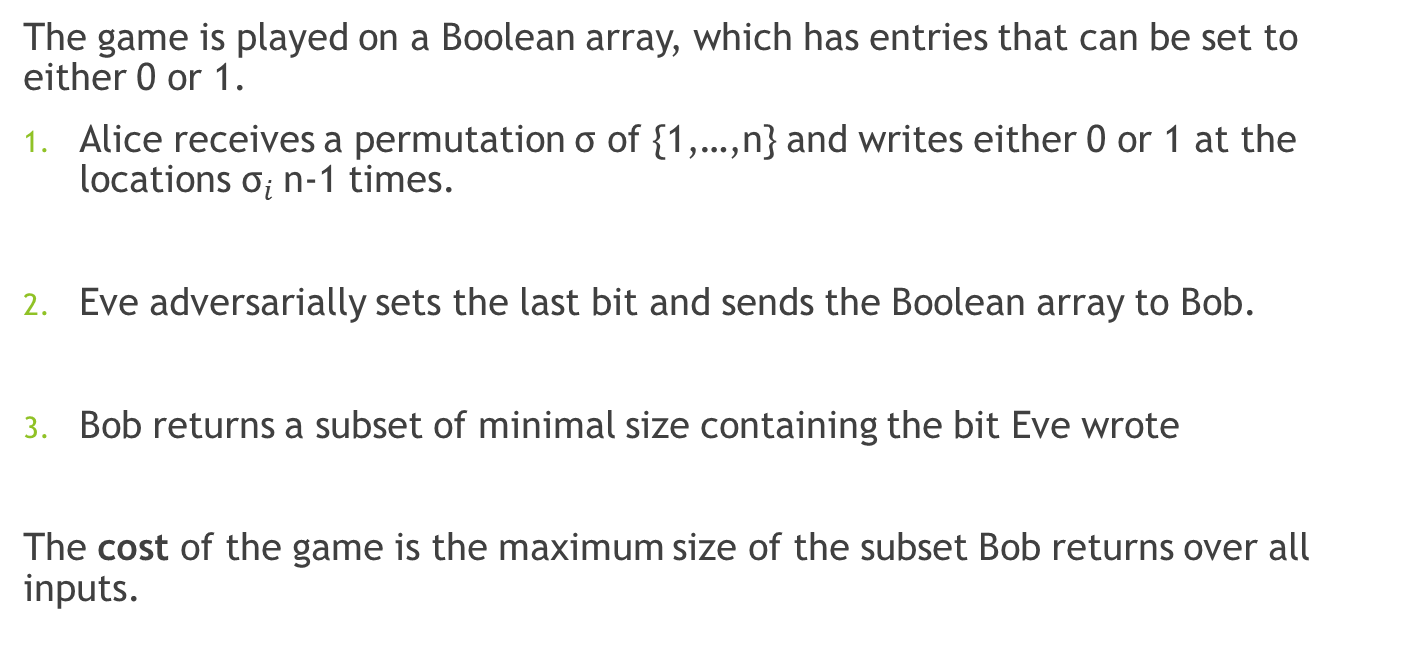 The game is played on a Boolean array, which has entries that can be set to
either 0 or 1.
1. Alice receives a permutation σ of {1,…,n} and writes either 0 or 1 at the
locations σᵢ n-1 times.
2. Eve adversarially sets the last bit and sends the Boolean array to Bob.
3. Bob returns a subset of minimal size containing the bit Eve wrote
The cost of the game is the maximum size of the subset Bob returns over all
inputs.